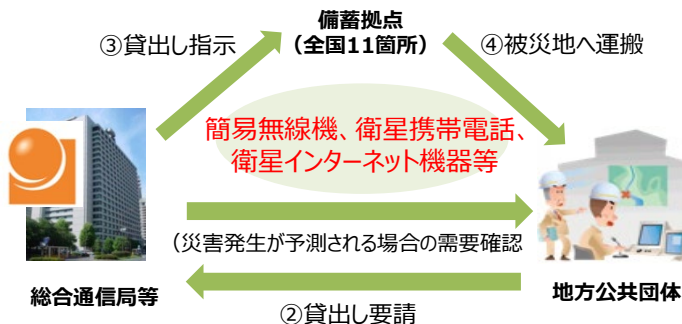 備蓄拠点
（全国11箇所）
③貸出し指示
④被災地へ運搬
簡易無線機、衛星携帯電話、
衛星インターネット機器等
（災害発生が予測される場合の需要確認
総合通信局等
地方公共団体
②貸出し要請